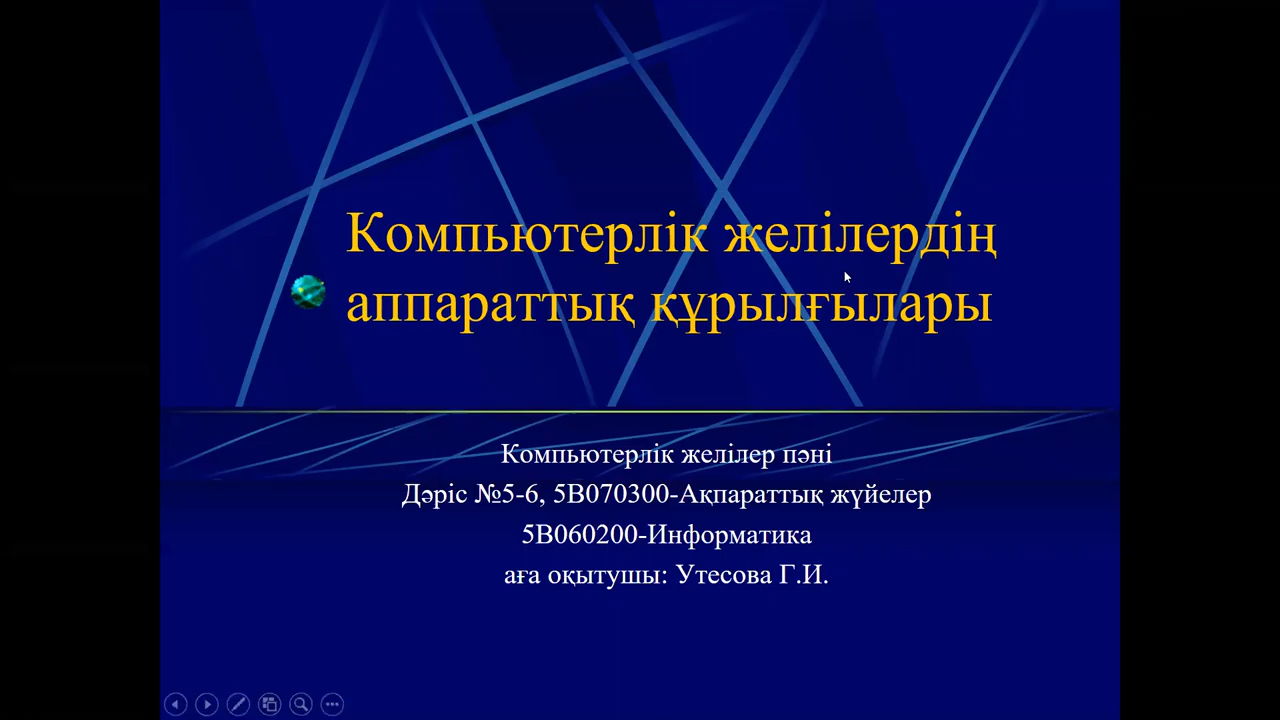 Компьютерлік желілердің
аппараттық құрылғылары
Компьютерлік желілер пәні
Дәріс №5-6, 5В070300-Ақпараттық жүйелер
5В060200-Информатика
аға оқытушы: Утесова Г.И.